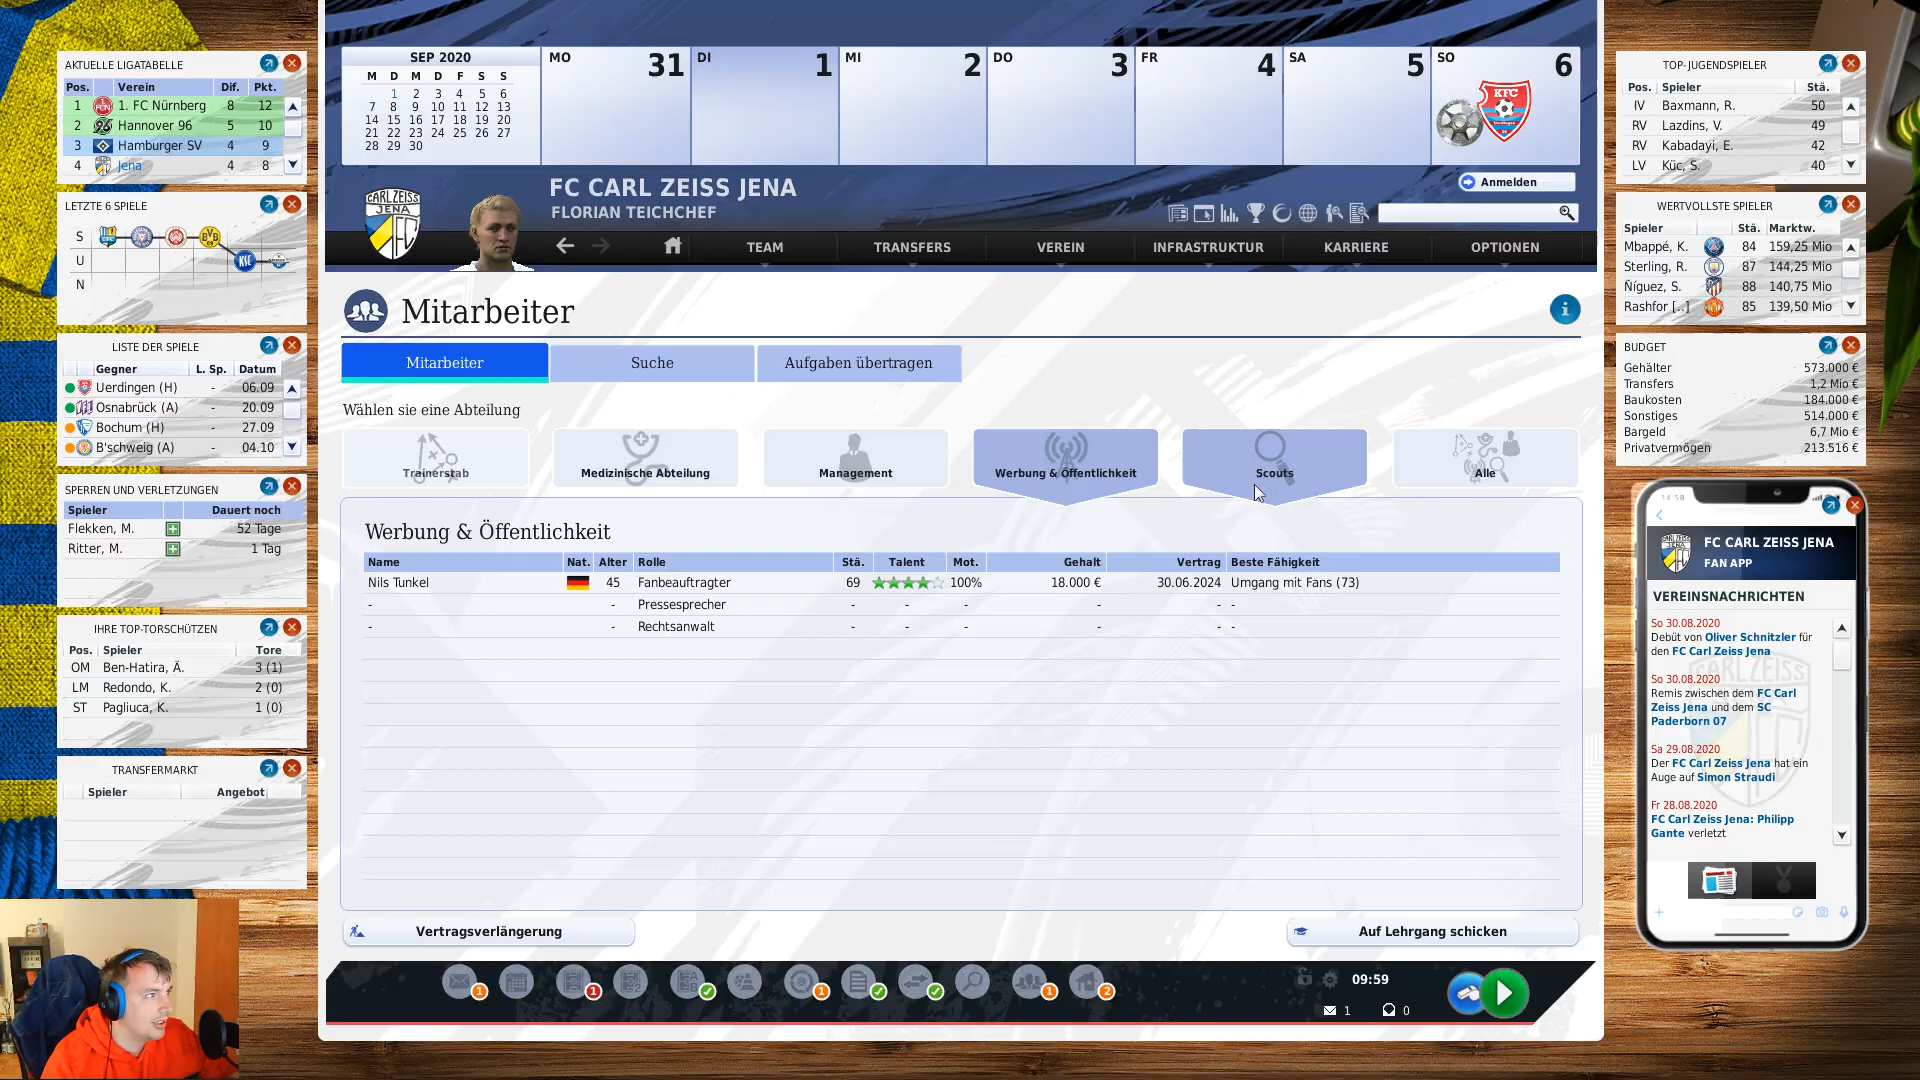 AKTUELLE LIGATABELLE
Pos. Verein Dif. Pkt.
1 1. FC Nürnberg 8 12
2 Hannover 96 5 10
3 Hamburger SV 4 9
4 Jena 4 8
LETZTE 6 SPIELE
S
U
N
LISTE DER SPIELE
Gegner L. Sp. Datum
Uerdingen (H) - 06.09
Osnabrück (A) - 20.09
Bochum (H) - 27.09
B'schweig (A) - 04.10
SPERREN UND VERLETZUNGEN
Spieler Dauert noch
Flekken, M. 52 Tage
Ritter, M. 1 Tag
IHRE TOP-TORSCHÜTZEN
Pos. Spieler Tore
OM Ben-Hatira, Ä. 3 (1)
LM Redondo, K. 2 (0)
ST Pagliuca, K. 1 (0)
TRANSFERMARKT
Spieler Angebot
SEP 2020
M D M D F S S
1 2 3 4 5 6
7 8 9 10 11 12 13
14 15 16 17 18 19 20
21 22 23 24 25 26 27
28 29 30
MO 31 DI 1 MI 2 DO 3 FR 4 SA 5 SO 6
KFC
CARL ZEISS
JENA
FC
FC CARL ZEISS JENA
FLORIAN TEICHCHEF
Anmelden
TEAM TRANSFERS VEREIN INFRASTRUKTUR KARRIERE OPTIONEN
Mitarbeiter
Mitarbeiter Suche Aufgaben übertragen
Wählen sie eine Abteilung
Trainerstab Medizinische Abteilung Management Werbung & Öffentlichkeit Scouts Alle
Werbung & Öffentlichkeit
Name Nat. Alter Rolle Stä. Talent Mot. Gehalt Vertrag Beste Fähigkeit
Nils Tunkel 45 Fanbeauftragter 69 100% 18.000 € 30.06.2024 Umgang mit Fans (73)
- - Pressesprecher - - - - - -
- - Rechtsanwalt - - - - - -
Vertragsverlängerung
Auf Lehrgang schicken
1 1 1 1 2
09:59
1 0
TOP-JUGENDSPIELER
Pos. Spieler Stä.
IV Baxmann, R. 50
RV Lazdins, V. 49
RV Kabadayi, E. 42
LV Küc, S. 40
WERTVOLLSTE SPIELER
Spieler Stä. Marktw.
Mbappé, K. 84 159,25 Mio
Sterling, R. 87 144,25 Mio
Ñíguez, S. 88 140,75 Mio
Rashfor [..] 85 139,50 Mio
BUDGET
Gehälter 573.000 €
Transfers 1,2 Mio €
Baukosten 184.000 €
Sonstiges 514.000 €
Bargeld 6,7 Mio €
Privatvermögen 213.516 €
14 58
FC CARL ZEISS JENA
FAN APP
VEREINSNACHRICHTEN
So 30.08.2020
Debüt von Oliver Schnitzler für
den FC Carl Zeiss Jena
So 30.08.2020
Remis zwischen dem FC Carl
Zeiss Jena und dem SC
Paderborn 07
Sa 29.08.2020
Der FC Carl Zeiss Jena hat ein
Auge auf Simon Straudi
Fr 28.08.2020
FC Carl Zeiss Jena: Philipp
Gante verletzt